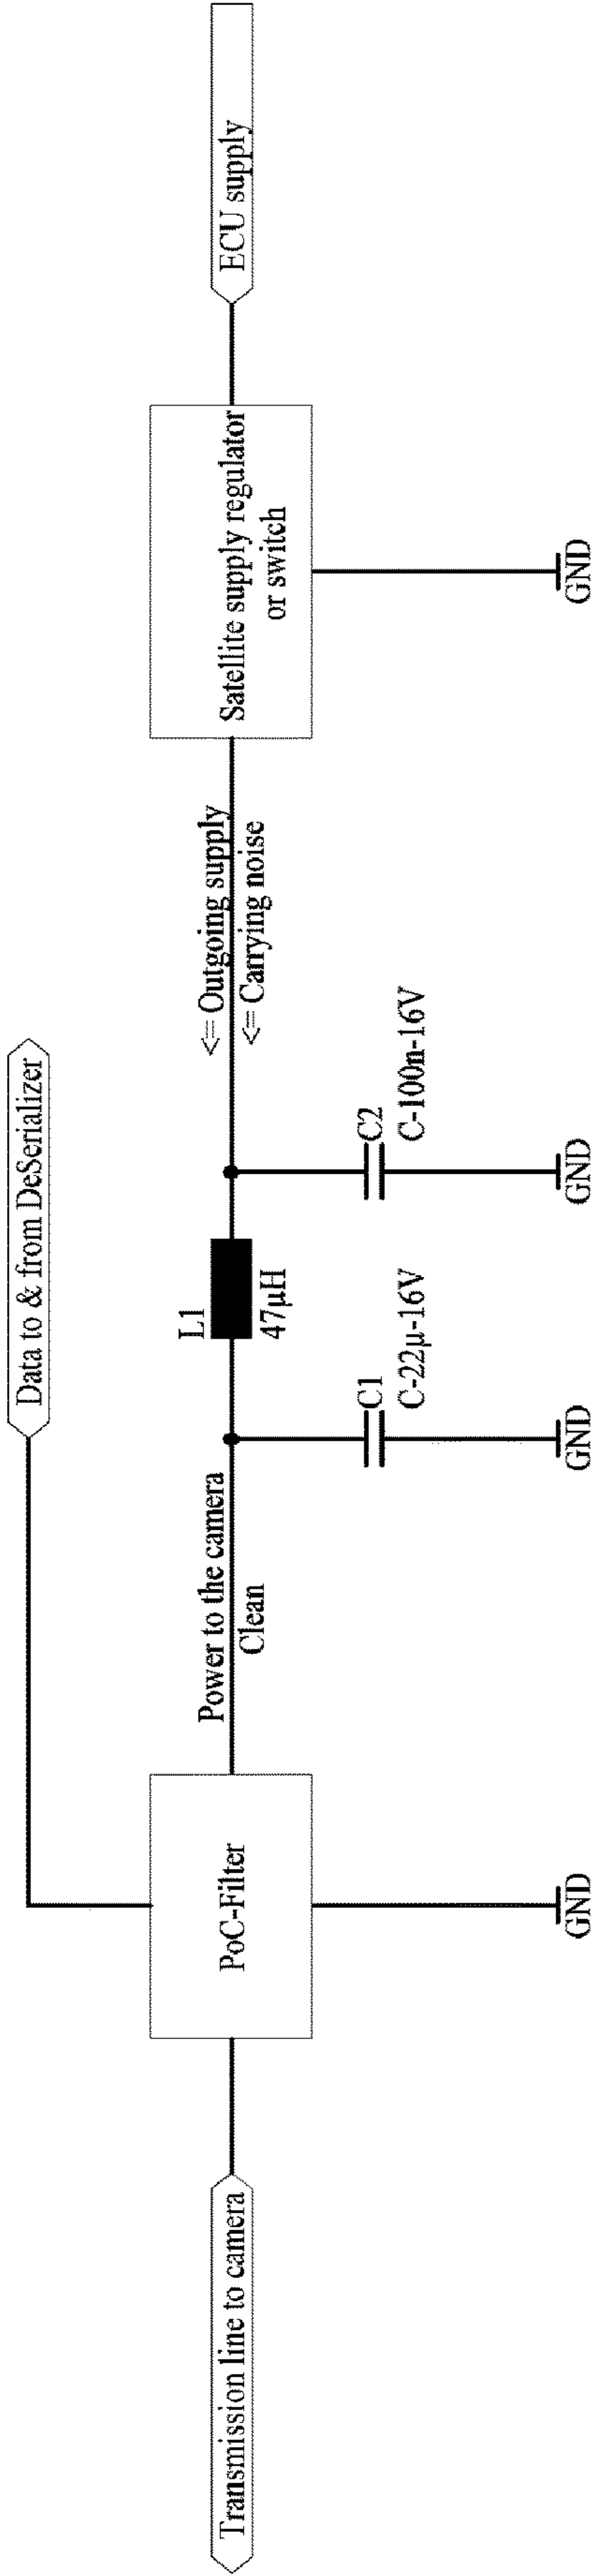 Data to & from DeSerializer
Transmission line to camera
PoC-Filter
GND
Power to the camera
Clean
C1
C-22µ-16V
GND
L1
47µH
C2
C-100n-16V
GND
⇐ Outgoing supply
⇐ Carrying noise
Satellite supply regulator
or switch
GND
ECU supply